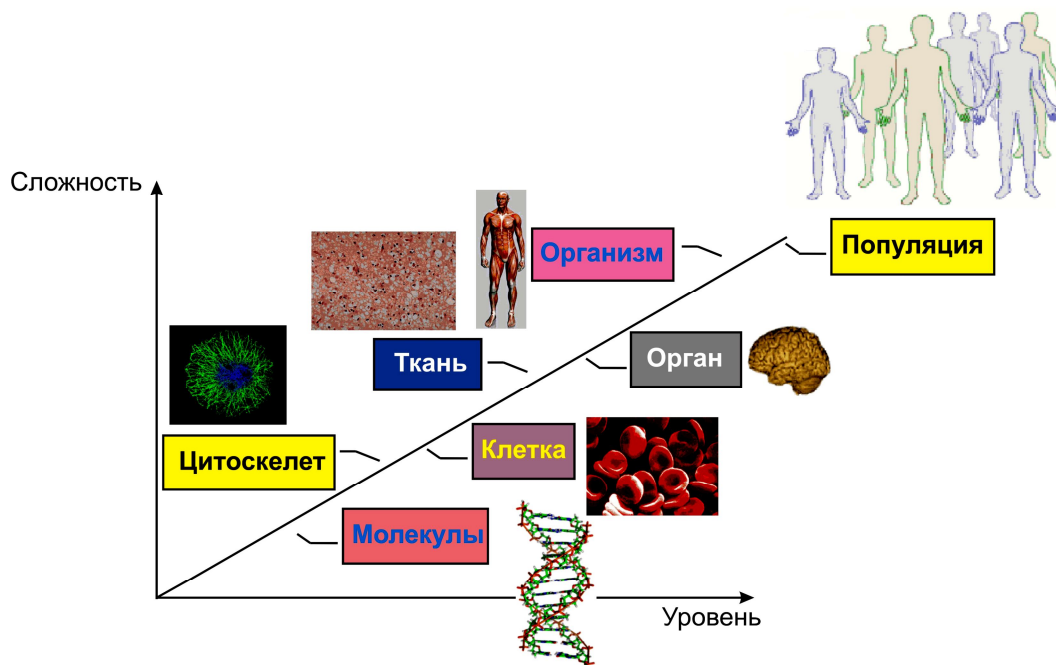 Сложность
Организм
Популяция
Ткань
Орган
Цитоскелет
Клетка
Молекулы
Уровень